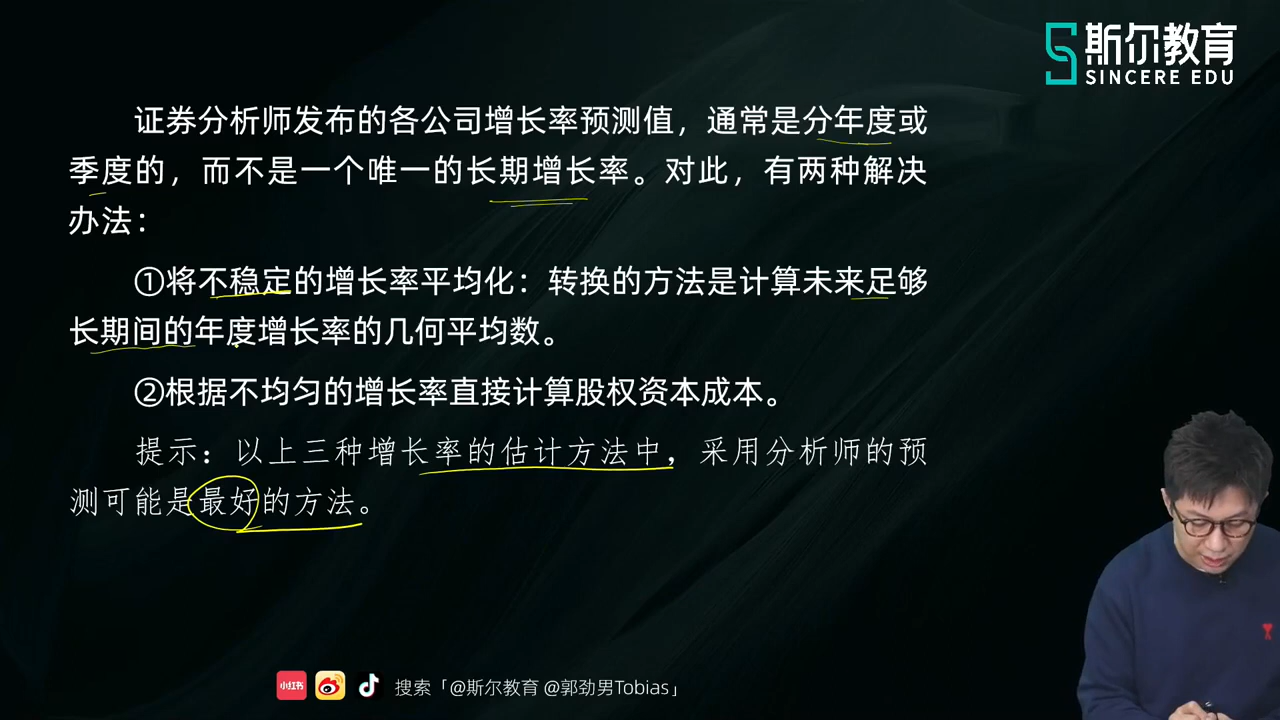 斯尔教育
SINCERE EDU
证券分析师发布的各公司增长率预测值，通常是分年度或
季度的，而不是一个唯一的长期增长率。对此，有两种解决
办法：
①将不稳定的增长率平均化：转换的方法是计算未来足够
长期间的年度增长率的几何平均数。
②根据不均匀的增长率直接计算股权资本成本。
提示：以上三种增长率的估计方法中，采用分析师的预
测可能是最好的方法。
小红书
搜索「@斯尔教育 @郭劲男Tobias」